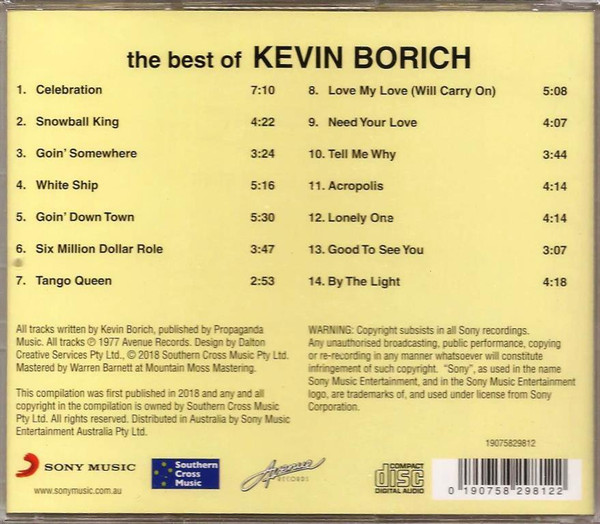 the best of KEVIN BORICH
1. Celebration 7:10
2. Snowball King 4:22
3. Goin' Somewhere 3:24
4. White Ship 5:16
5. Goin' Down Town 5:30
6. Six Million Dollar Role 3:47
7. Tango Queen 2:53
8. Love My Love (Will Carry On) 5:08
9. Need Your Love 4:07
10. Tell Me Why 3:44
11. Acropolis 4:14
12. Lonely One 4:14
13. Good To See You 3:07
14. By The Light 4:18
All tracks written by Kevin Borich, published by Propaganda
Music. All tracks ℗ 1977 Avenue Records. Design by Dalton
Creative Services Pty Ltd., © 2018 Southern Cross Music Pty Ltd.
Mastered by Warren Barnett at Mountain Moss Mastering.
This compilation was first published in 2018 and any and all
copyright in the compilation is owned by Southern Cross Music
Pty Ltd. All rights reserved. Distributed in Australia by Sony Music
Entertainment Australia Pty Ltd.
WARNING: Copyright subsists in all Sony recordings.
Any unauthorised broadcasting, public performance, copying
or re-recording in any manner whatsoever will constitute
infringement of such copyright. "Sony", as used in the name
Sony Music Entertainment, and in the Sony Music Entertainment
logo, are trademarks of, and used under license from Sony
Corporation.
19075829812
SONY MUSIC
www.sonymusic.com.au
Southern
Cross
Music
Avenue
RECORDS
COMPACT
disc
DIGITAL AUDIO
0 190758 298122